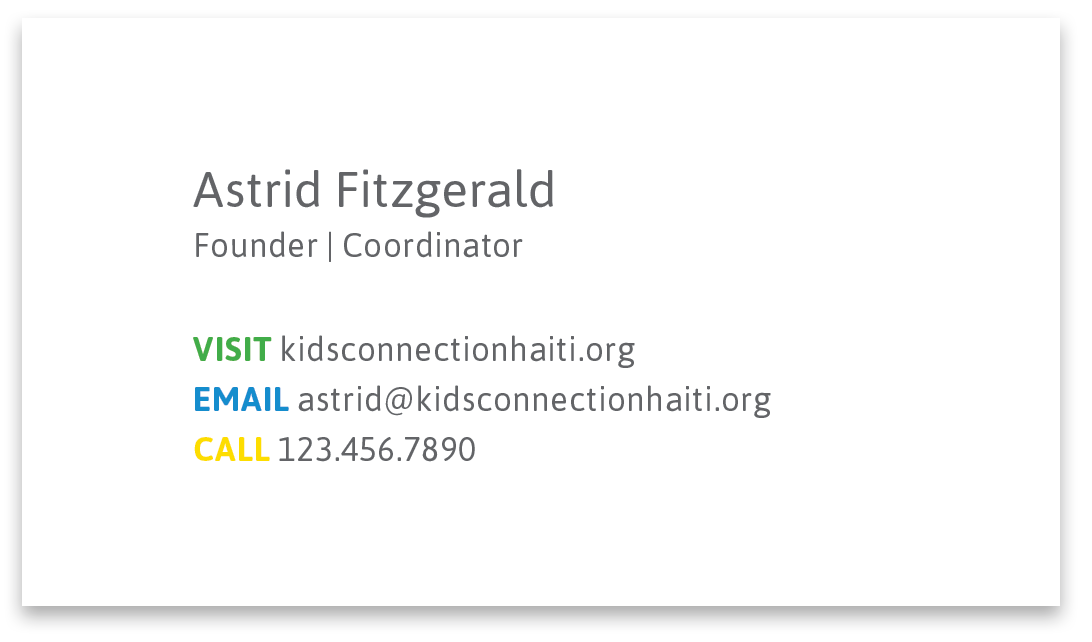 Astrid Fitzgerald
Founder | Coordinator
VISIT kidsconnectionhaiti.org
EMAIL astrid@kidsconnectionhaiti.org
CALL 123.456.7890